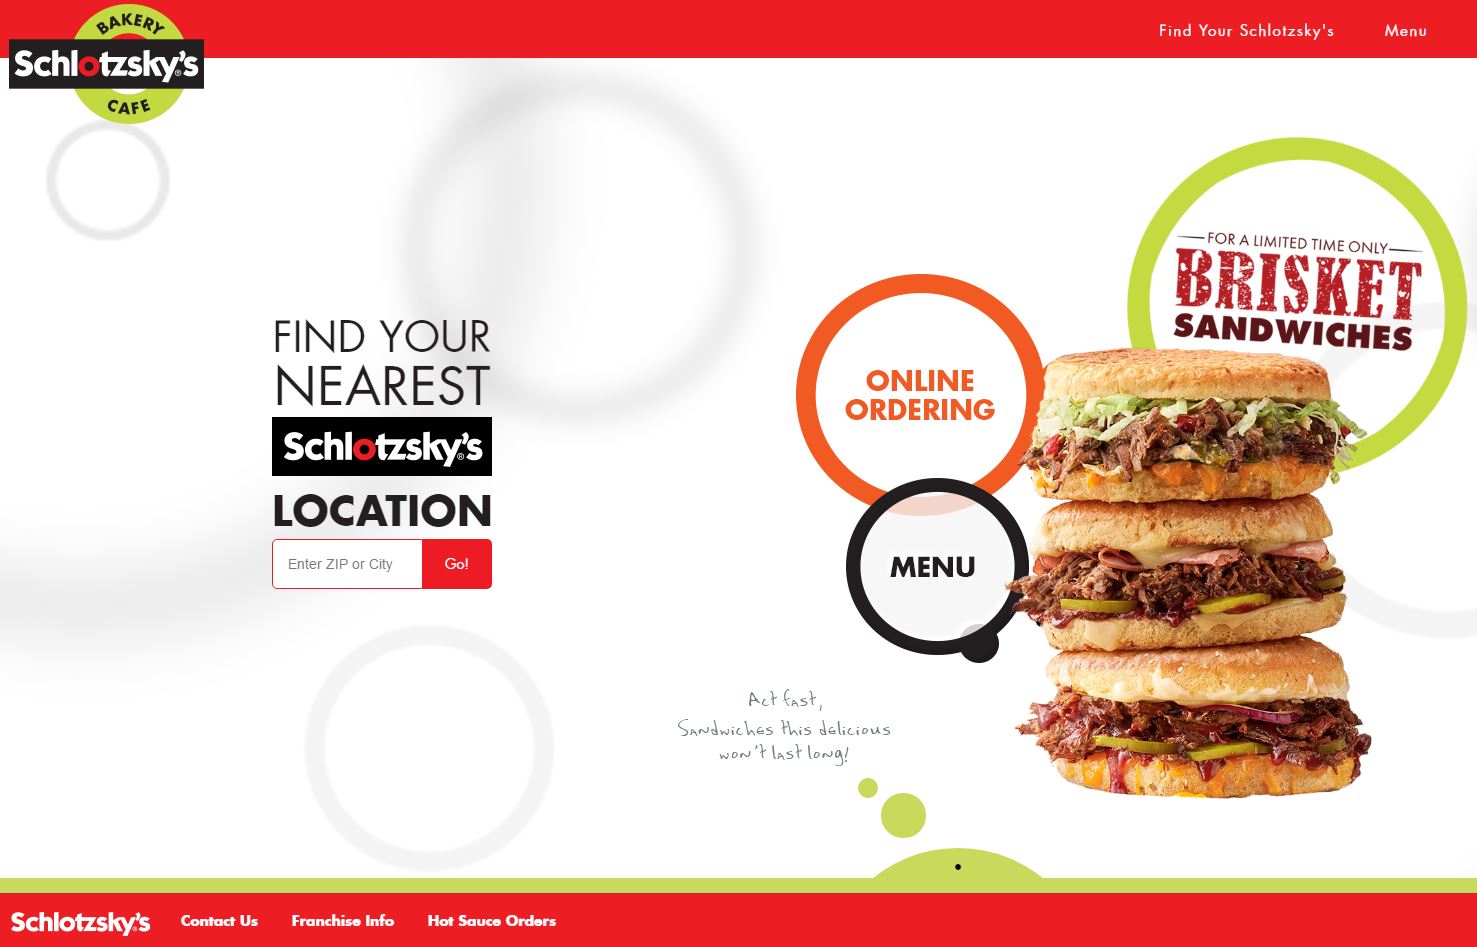 BAKERY
Schlotzsky's®
CAFE
Find Your Schlotzsky's
Menu
FOR A LIMITED TIME ONLY
BRISKET
SANDWICHES
FIND YOUR
NEAREST
Schlotzsky's®
LOCATION
Enter ZIP or City
Go!
ONLINE
ORDERING
MENU
Act fast,
Sandwiches this delicious
won't last long!
Schlotzsky's®
Contact Us
Franchise Info
Hot Sauce Orders